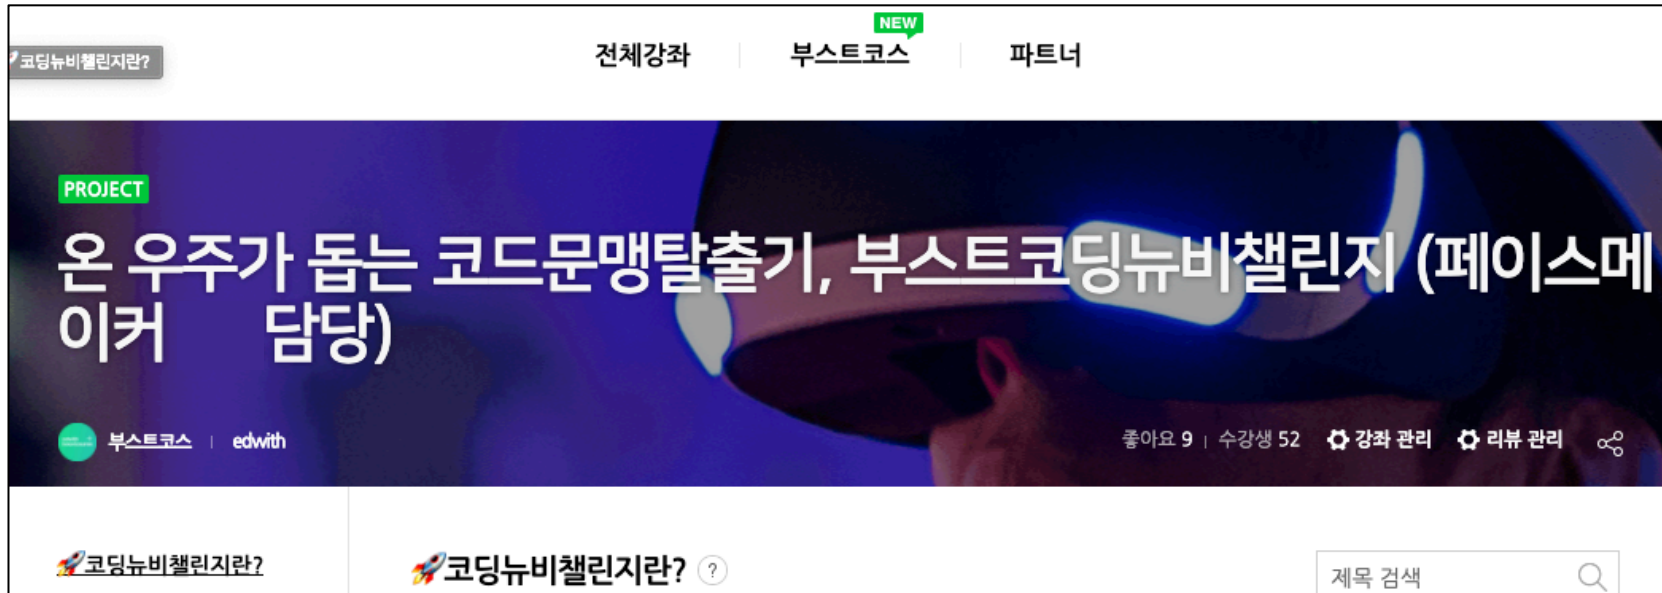 NEW
🚀코딩뉴비챌린지란?
전체강좌 부스트코스 파트너
PROJECT
온 우주가 돕는 코드문맹탈출기, 부스트코딩뉴비챌린지 (페이스메
이커 담당)
부스트코스 edwith
좋아요 9 수강생 52 강좌 관리 리뷰 관리
🚀코딩뉴비챌린지란?
🚀코딩뉴비챌린지란? ?
제목 검색